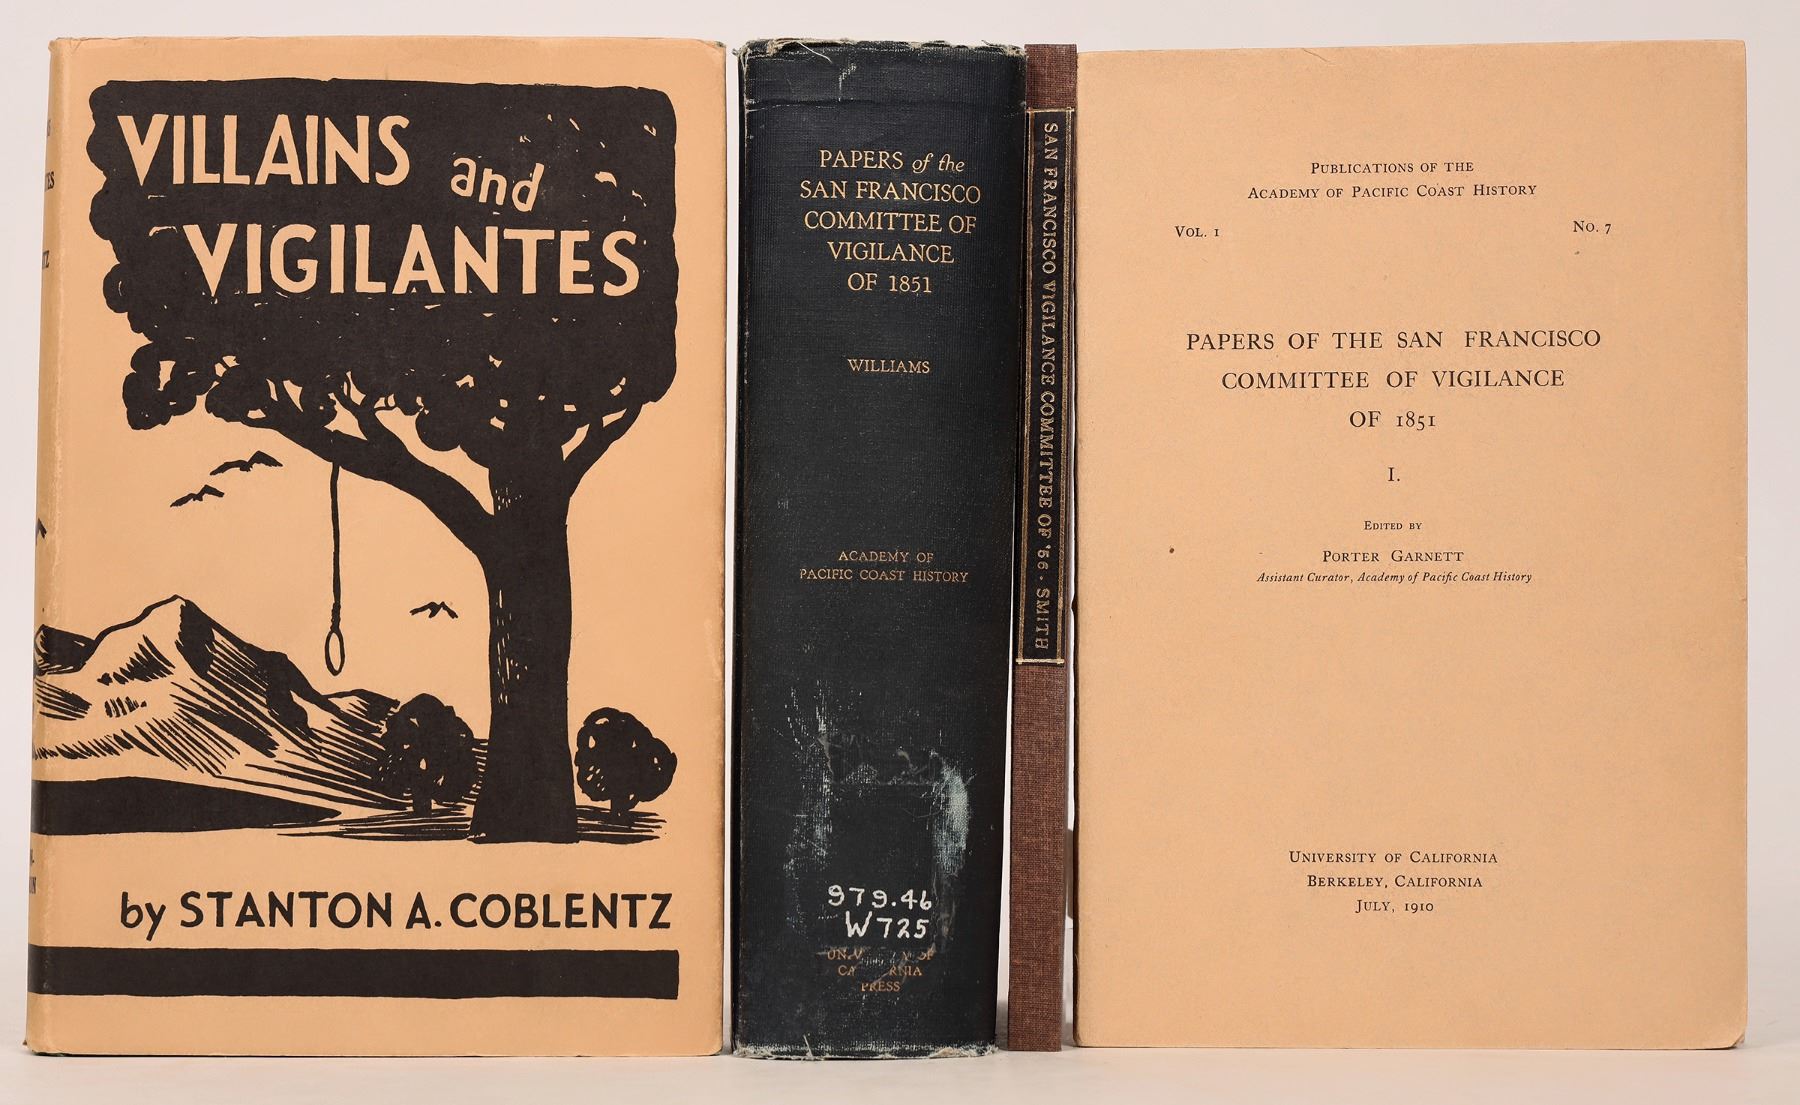 VILLAINS
and
VIGILANTES
by STANTON A. COBLENTZ
PAPERS of the
SAN FRANCISCO
COMMITTEE OF
VIGILANCE
OF 1851
WILLIAMS
ACADEMY OF
PACIFIC COAST HISTORY
979.46
W725
PRESS
SAN FRANCISCO VIGILANCE COMMITTEE OF '56 · SMITH
PUBLICATIONS OF THE
ACADEMY OF PACIFIC COAST HISTORY
VOL. 1 NO. 7
PAPERS OF THE SAN FRANCISCO
COMMITTEE OF VIGILANCE
OF 1851
I.
EDITED BY
PORTER GARNETT
Assistant Curator, Academy of Pacific Coast History
UNIVERSITY OF CALIFORNIA
BERKELEY, CALIFORNIA
JULY, 1910